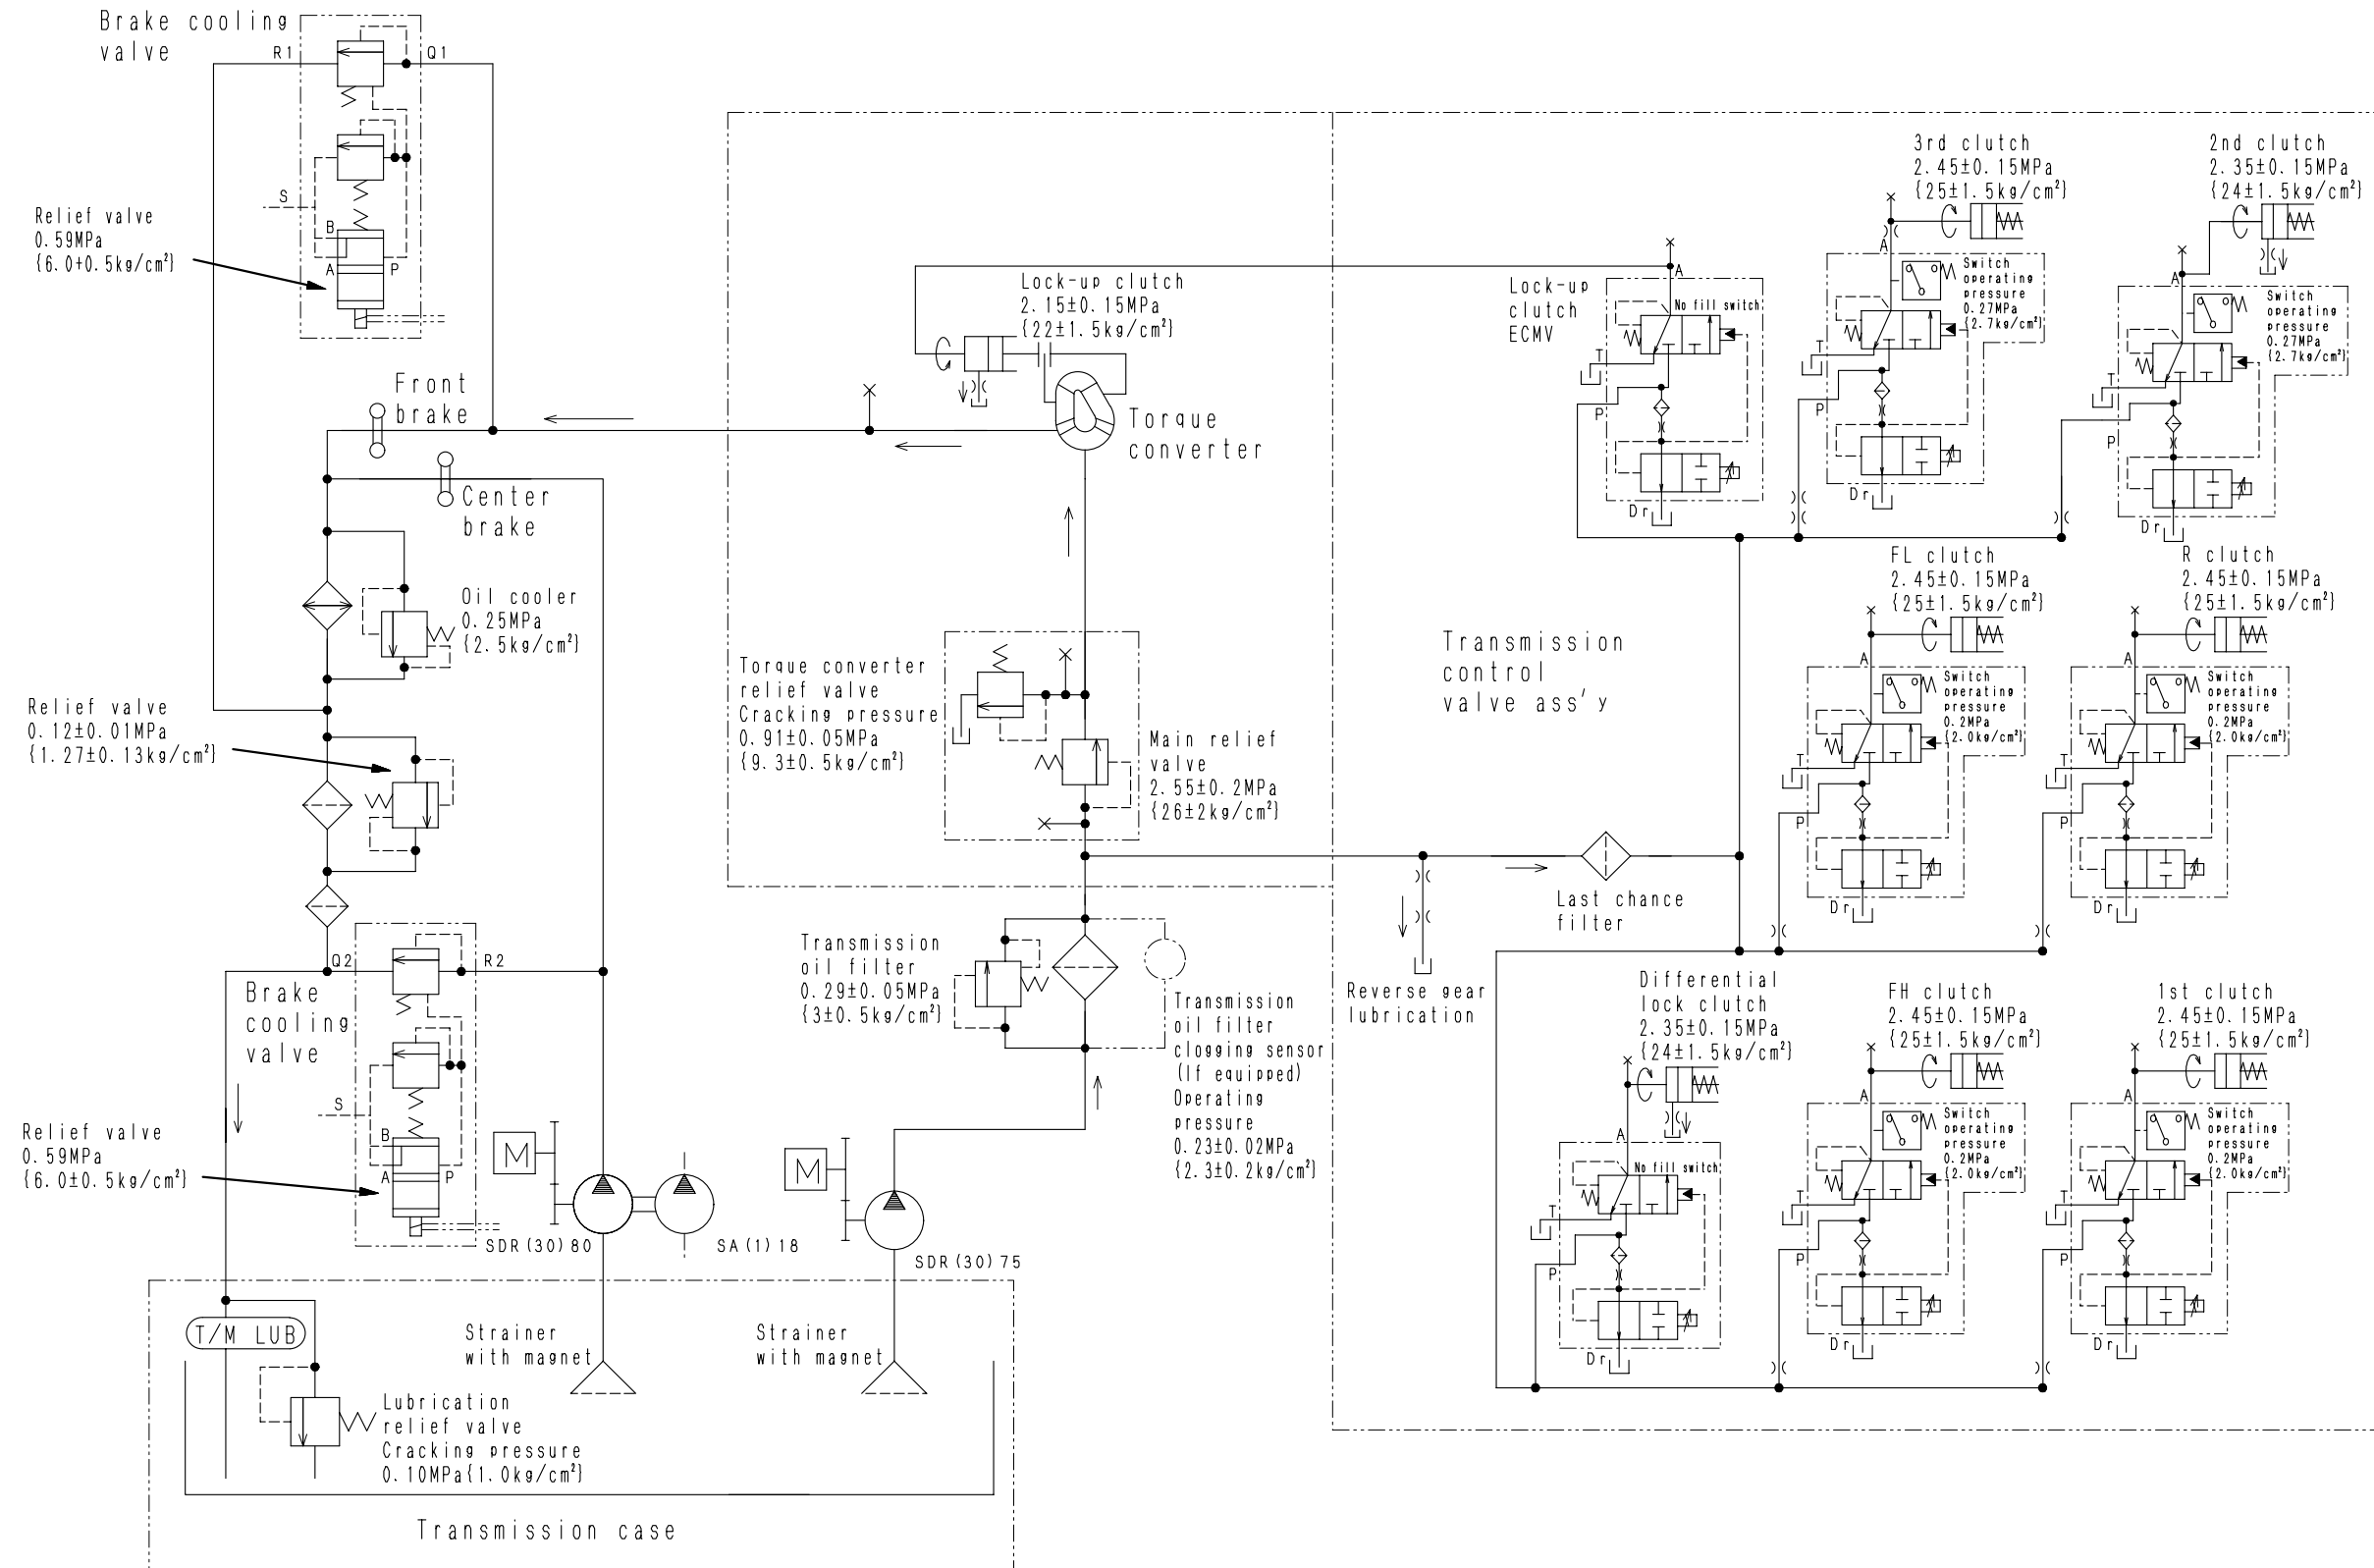 Brake cooling
valve
R1
Q1
S
B
A
P
Relief valve
0.59MPa
{6.0+0.5kg/cm²}
Front
brake
Center
brake
Oil cooler
0.25MPa
{2.5kg/cm²}
Relief valve
0.12±0.01MPa
{1.27±0.13kg/cm²}
Q2
R2
Brake
cooling
valve
S
B
A
P
Relief valve
0.59MPa
{6.0±0.5kg/cm²}
M
SDR(30)80
SA(1)18
M
SDR(30)75
T/M LUB
Strainer
with magnet
Strainer
with magnet
Lubrication
relief valve
Cracking pressure
0.10MPa{1.0kg/cm²}
Transmission case
Lock-up clutch
2.15±0.15MPa
{22±1.5kg/cm²}
Torque
converter
Torque converter
relief valve
Cracking pressure
0.91±0.05MPa
{9.3±0.5kg/cm²}
Main relief
valve
2.55±0.2MPa
{26±2kg/cm²}
Transmission
oil filter
0.29±0.05MPa
{3±0.5kg/cm²}
Transmission
oil filter
clogging sensor
(If equipped)
Operating
pressure
0.23±0.02MPa
{2.3±0.2kg/cm²}
Transmission
control
valve ass'y
Last chance
filter
Reverse gear
lubrication
Lock-up
clutch
ECMV
A
No fill switch
T
P
Dr
3rd clutch
2.45±0.15MPa
{25±1.5kg/cm²}
A
Switch
operating
pressure
0.27MPa
{2.7kg/cm²}
T
P
Dr
2nd clutch
2.35±0.15MPa
{24±1.5kg/cm²}
A
Switch
operating
pressure
0.27MPa
{2.7kg/cm²}
T
P
Dr
FL clutch
2.45±0.15MPa
{25±1.5kg/cm²}
A
Switch
operating
pressure
0.2MPa
{2.0kg/cm²}
T
P
Dr
R clutch
2.45±0.15MPa
{25±1.5kg/cm²}
A
Switch
operating
pressure
0.2MPa
{2.0kg/cm²}
T
P
Dr
Differential
lock clutch
2.35±0.15MPa
{24±1.5kg/cm²}
A
No fill switch
T
P
Dr
FH clutch
2.45±0.15MPa
{25±1.5kg/cm²}
A
Switch
operating
pressure
0.2MPa
{2.0kg/cm²}
T
P
Dr
1st clutch
2.45±0.15MPa
{25±1.5kg/cm²}
A
Switch
operating
pressure
0.2MPa
{2.0kg/cm²}
T
P
Dr